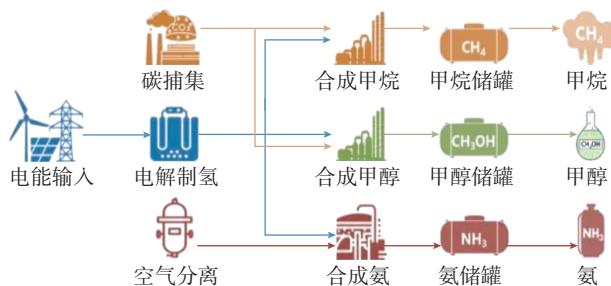 CO₂
CH₄
CH₄
碳捕集
合成甲烷
甲烷储罐
甲烷
CH₃OH
CH₃OH
电能输入
电解制氢
合成甲醇
甲醇储罐
甲醇
NH₃
NH₃
空气分离
合成氨
氨储罐
氨